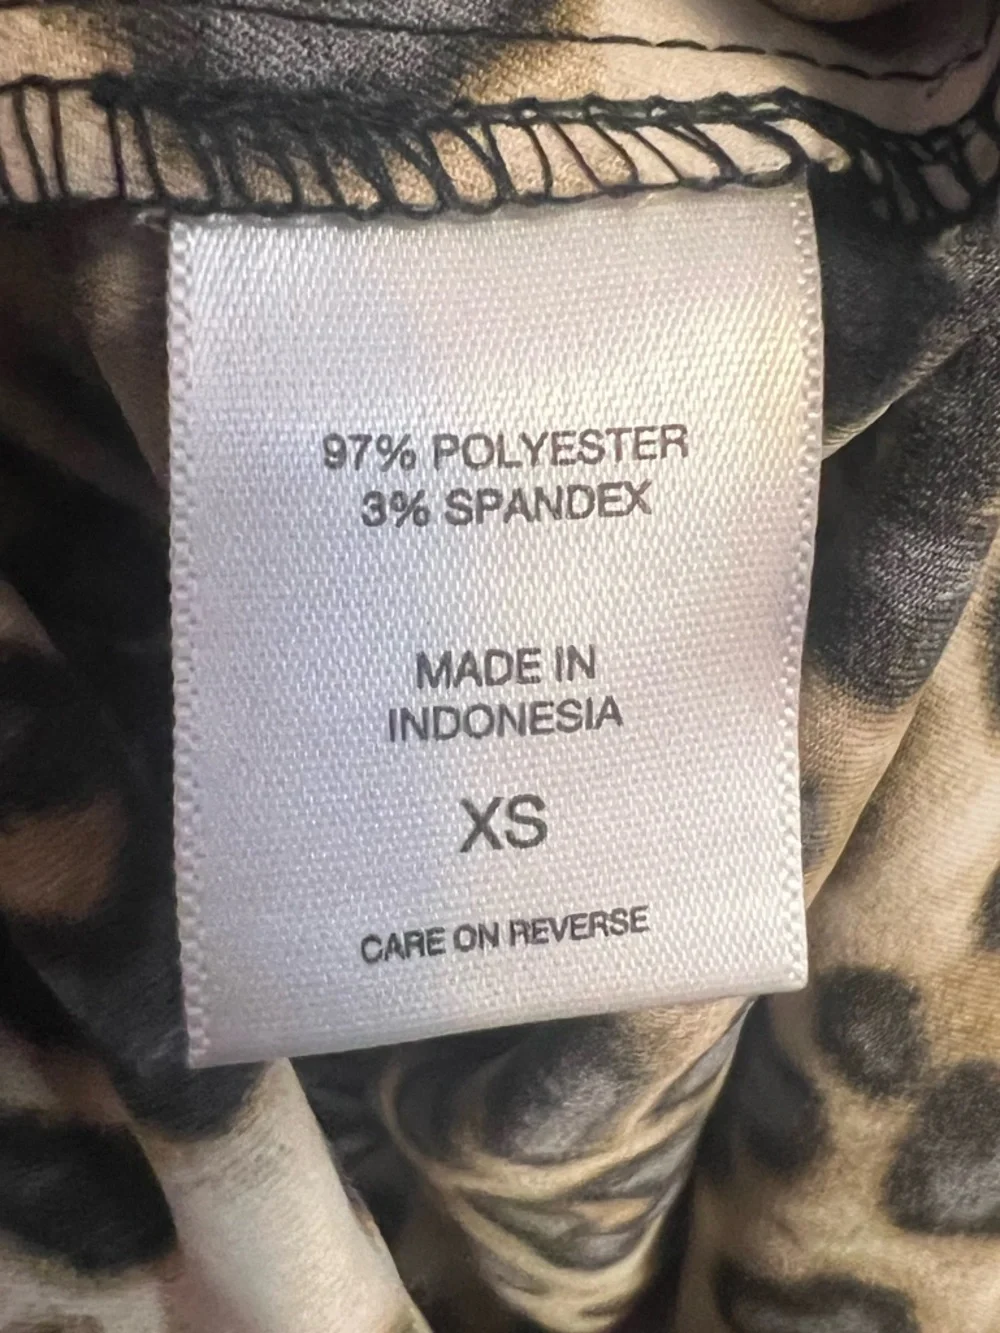 97% POLYESTER
3% SPANDEX
MADE IN
INDONESIA
XS
CARE ON REVERSE